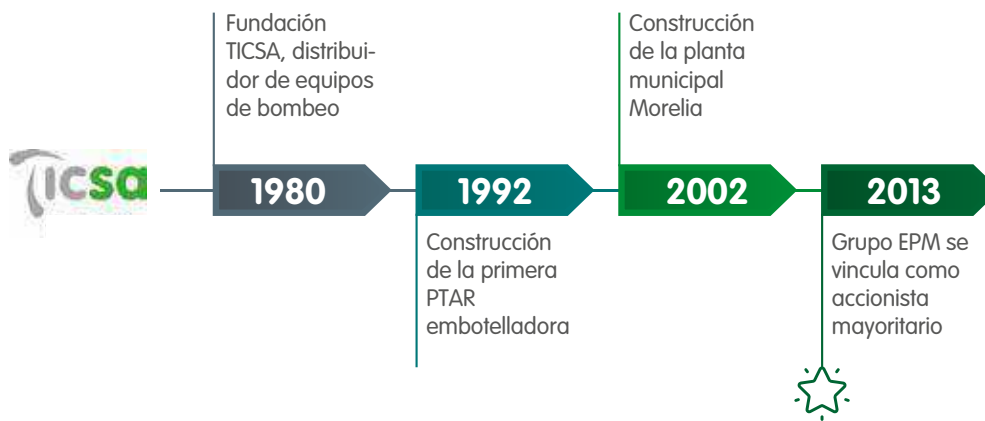 Fundación
TICSA, distribui-
dor de equipos
de bombeo
Construcción
de la planta
municipal
Morelia
Ticsa
1980
1992
2002
2013
Construcción
de la primera
PTAR
embotelladora
Grupo EPM se
vincula como
accionista
mayoritario